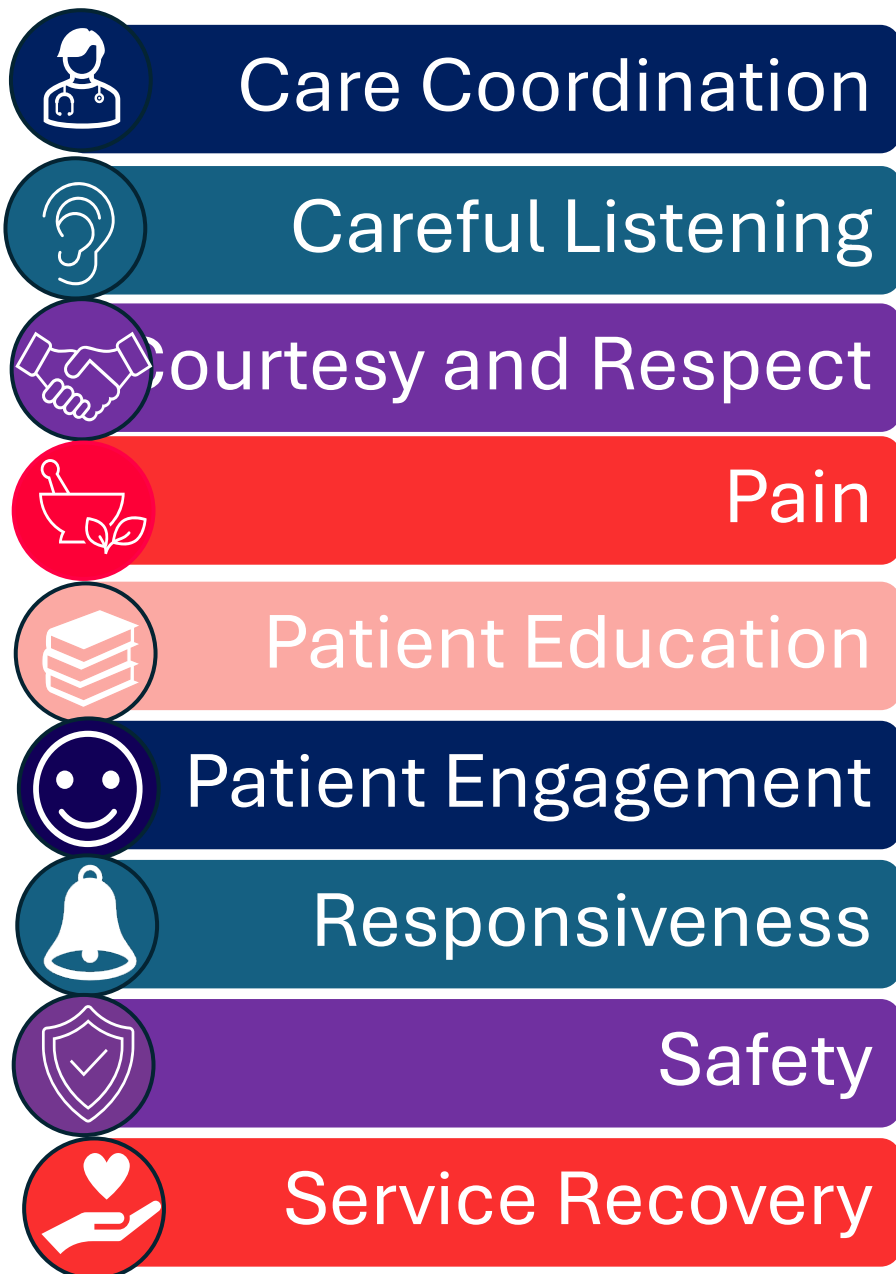 Care Coordination
Careful Listening
Courtesy and Respect
Pain
Patient Education
Patient Engagement
Responsiveness
Safety
Service Recovery